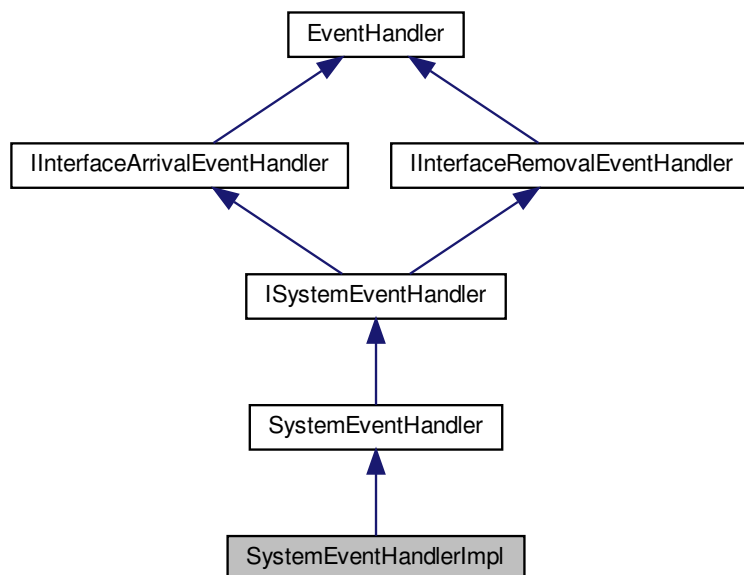 EventHandler
IInterfaceArrivalEventHandler
IInterfaceRemovalEventHandler
ISystemEventHandler
SystemEventHandler
SystemEventHandlerImpl